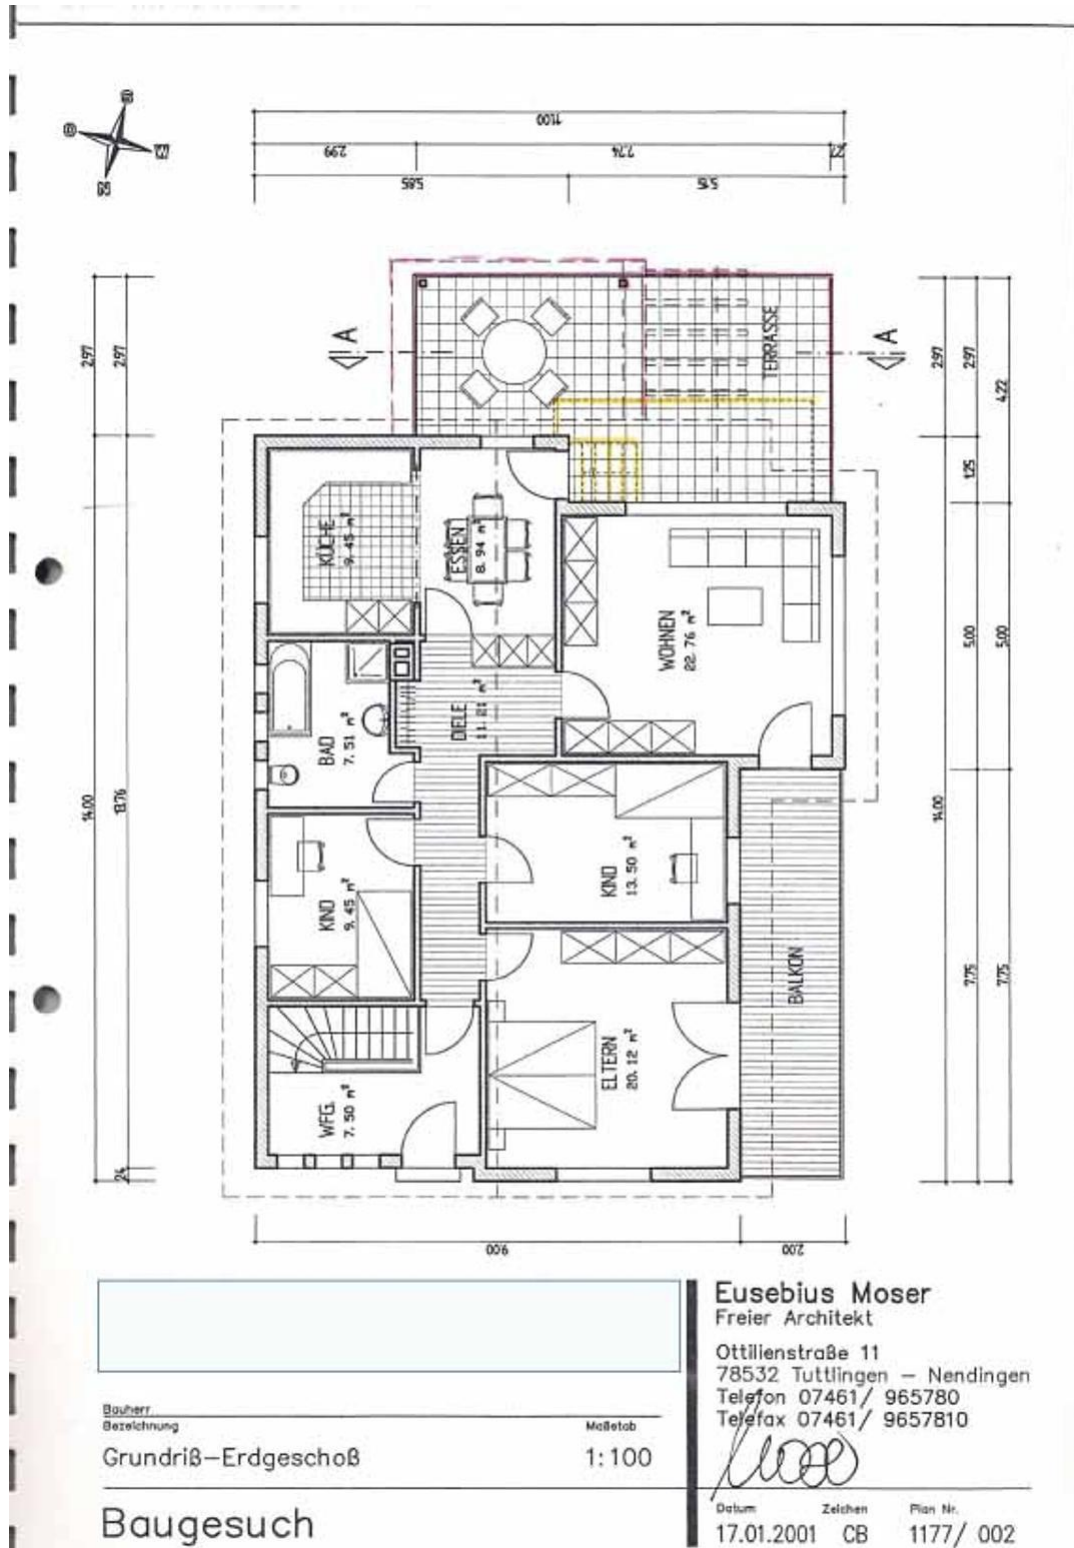 S
O
W
N
11.00
2.99
7.74
27
5.85
5.15
2.97
2.97
A
TERRASSE
A
2.97
2.97
4.22
KÜCHE
9.45 m²
ESSEN
8.94 m²
1.25
WOHNEN
22.76 m²
5.00
5.00
BAD
7.51 m²
DIELE
11.21 m²
14.00
13.76
14.00
KIND
9.45 m²
KIND
13.50 m²
BALKON
7.75
7.75
WFG.
7.50 m²
ELTERN
20.12 m²
24
9.00
2.00
Eusebius Moser
Freier Architekt
Ottilienstraße 11
78532 Tuttlingen – Nendingen
Telefon 07461/ 965780
Telefax 07461/ 9657810
Bauherr
Bezeichnung Maßstab
Grundriß–Erdgeschoß 1:100
Baugesuch
Datum Zeichen Plan Nr.
17.01.2001 CB 1177/ 002